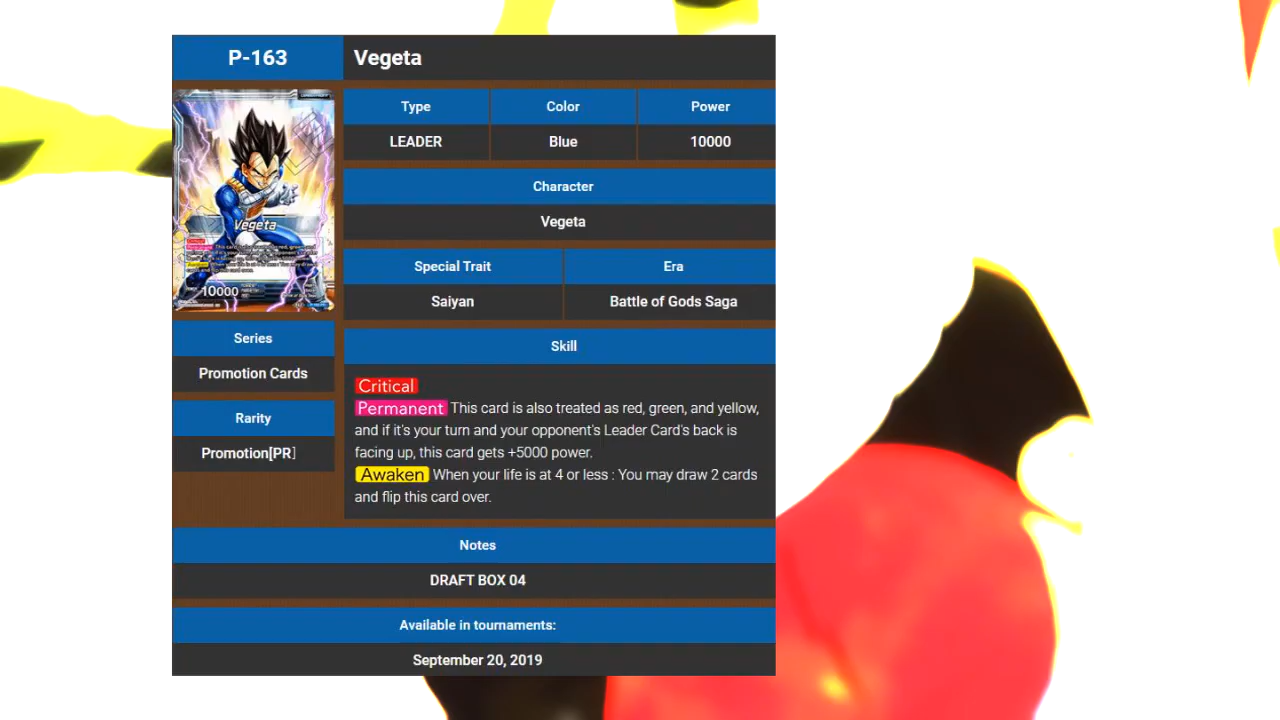 P-163
Vegeta
Type
Color
Power
LEADER
Blue
10000
Character
Vegeta
Special Trait
Era
Saiyan
Battle of Gods Saga
Vegeta
10000
Series
Promotion Cards
Rarity
Promotion[PR]
Skill
Critical
Permanent This card is also treated as red, green, and yellow,
and if it's your turn and your opponent's Leader Card's back is
facing up, this card gets +5000 power.
Awaken When your life is at 4 or less : You may draw 2 cards
and flip this card over.
Notes
DRAFT BOX 04
Available in tournaments:
September 20, 2019